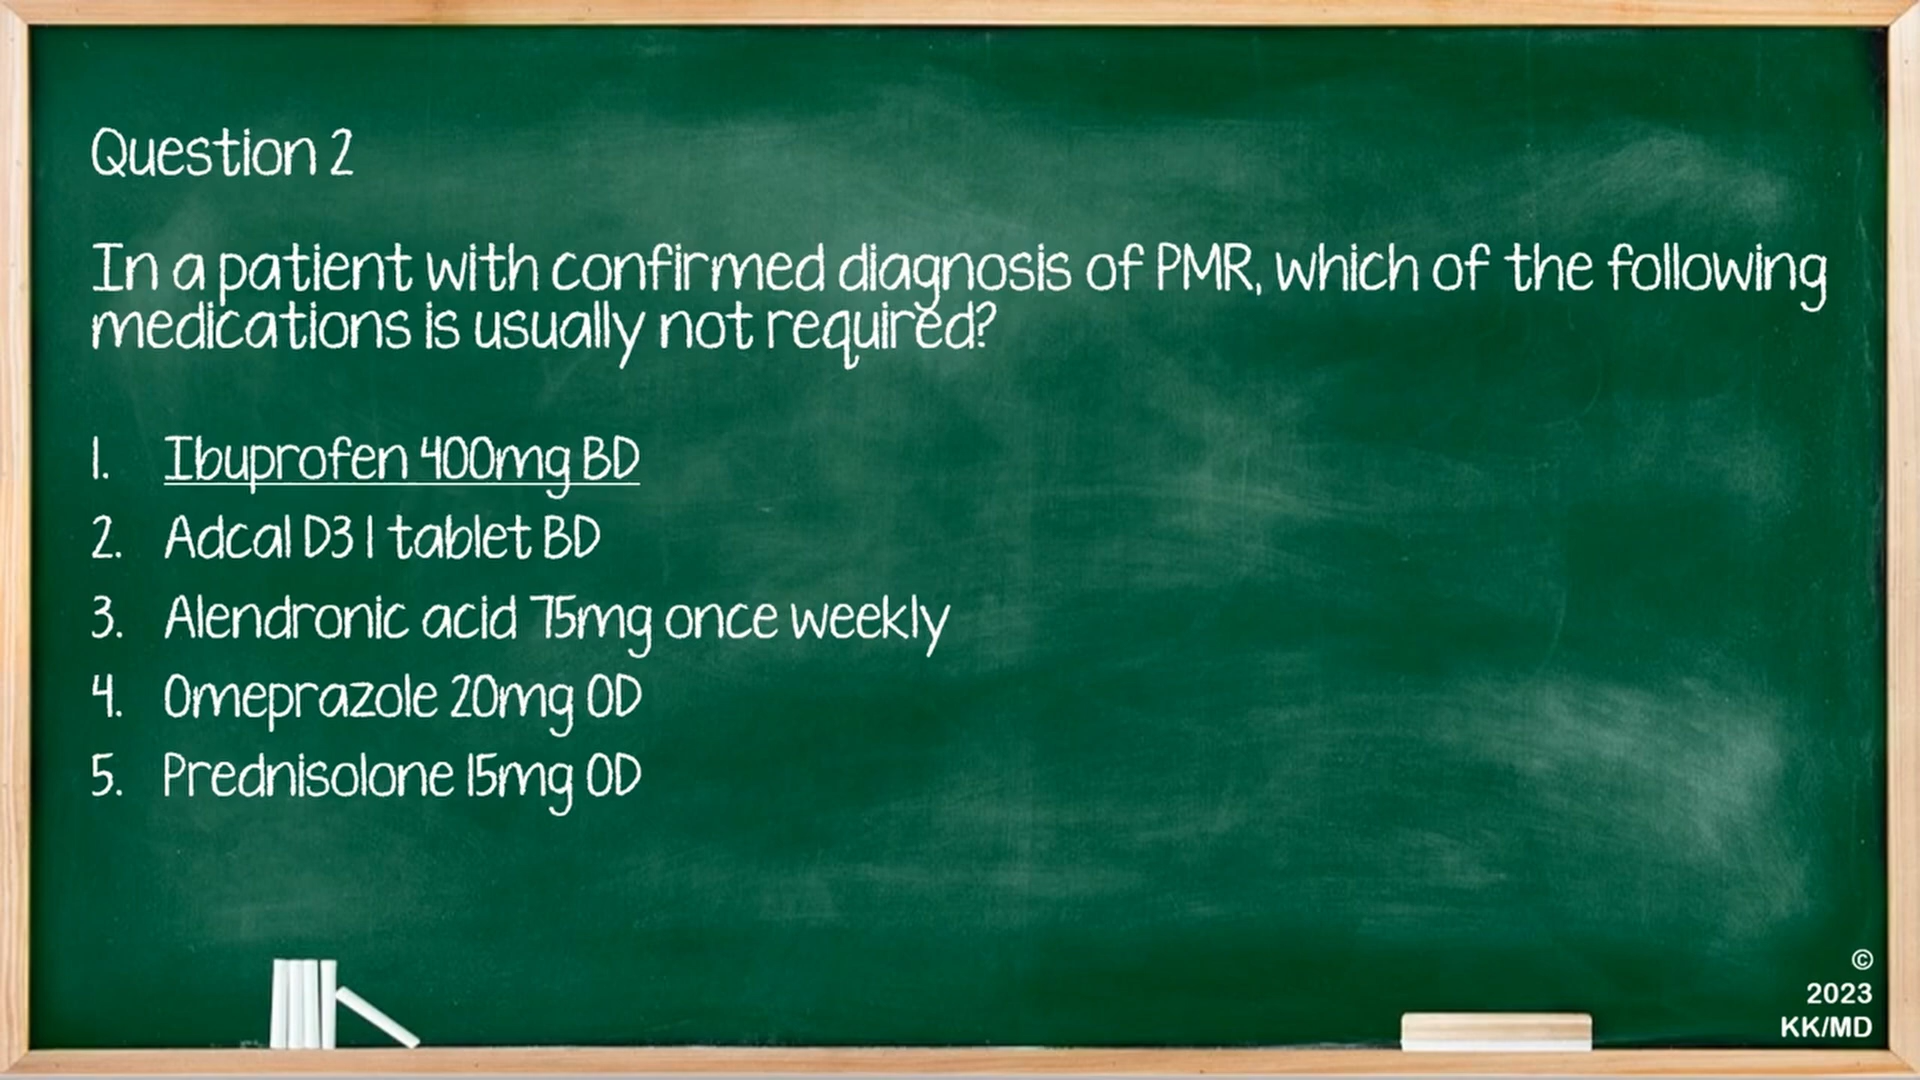 Question 2
In a patient with confirmed diagnosis of PMR, which of the following
medications is usually not required?
1. Ibuprofen 400mg BD
2. Adcal D3 1 tablet BD
3. Alendronic acid 75mg once weekly
4. Omeprazole 20mg OD
5. Prednisolone 15mg OD
©
2023
KK/MD